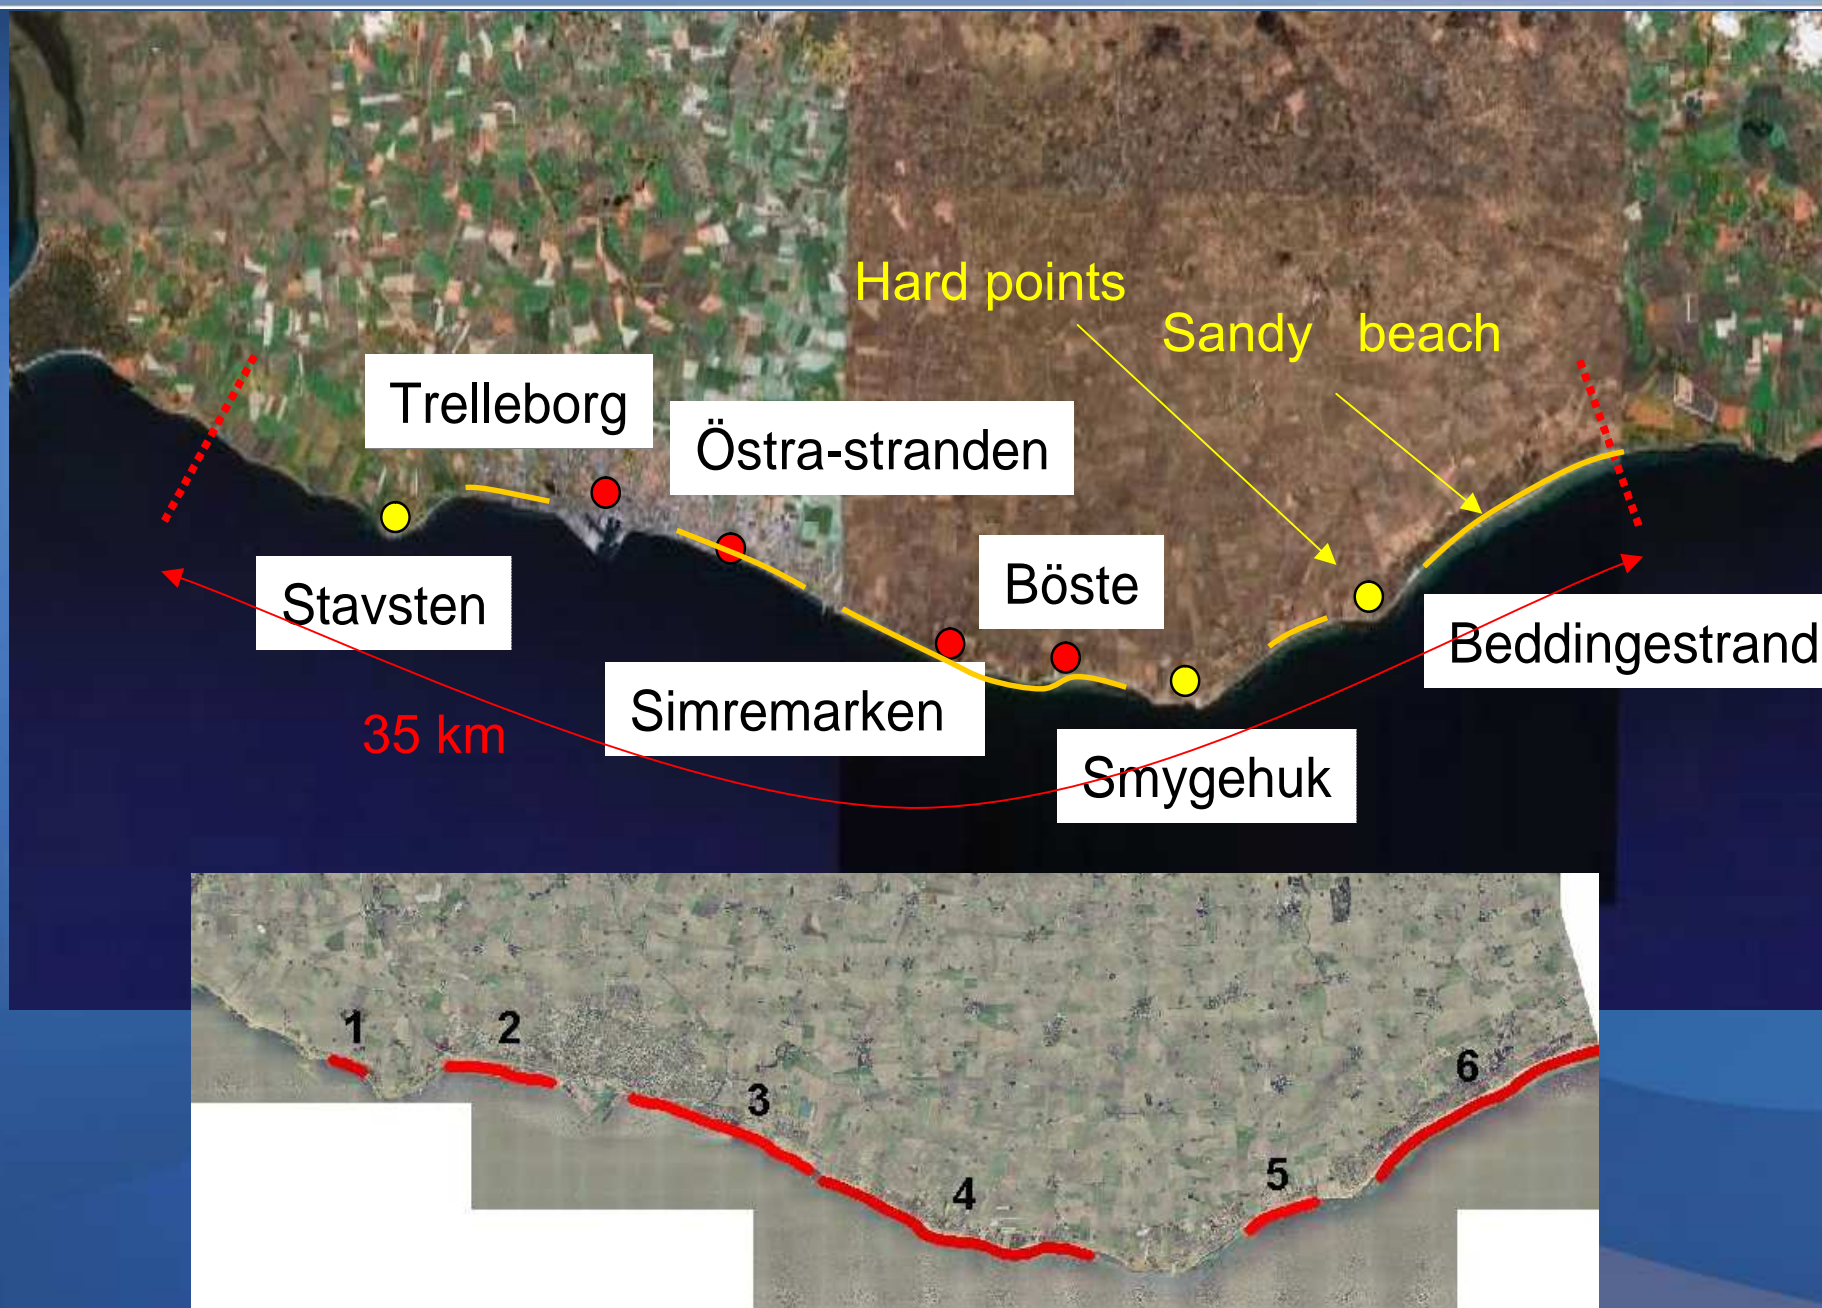 Hard points
Sandy beach
Trelleborg
Östra-stranden
Böste
Stavsten
Beddingestrand
Simremarken
35 km
Smygehuk
1
2
3
4
5
6